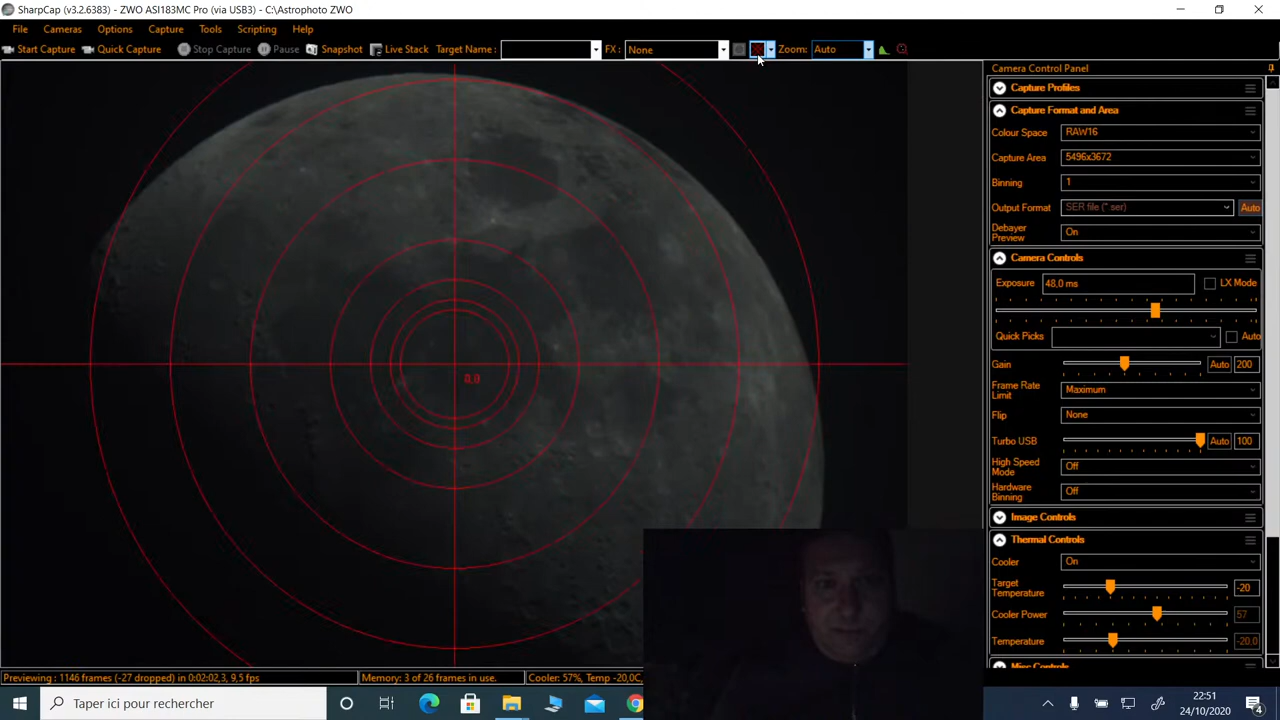 SharpCap (v3.2.6383) - ZWO ASI183MC Pro (via USB3) - C:\Astrophoto ZWO
File Cameras Options Capture Tools Scripting Help
Start Capture Quick Capture Stop Capture Pause Snapshot Live Stack Target Name : FX : None Zoom: Auto
Camera Control Panel
Capture Profiles
Capture Format and Area
Colour Space RAW16
Capture Area 5496x3672
Binning 1
Output Format SER file (*.ser) Auto
Debayer Preview On
Camera Controls
Exposure 48,0 ms LX Mode
Quick Picks Auto
Gain Auto 200
Frame Rate Limit Maximum
Flip None
Turbo USB Auto 100
High Speed Mode Off
Hardware Binning Off
Image Controls
Thermal Controls
Cooler On
Target Temperature -20
Cooler Power 57
Temperature -20.0
Misc Controls
0,0
Previewing : 1146 frames (-27 dropped) in 0:02:02,3, 9,5 fps Memory: 3 of 26 frames in use. Cooler: 57%, Temp -20,0C,
Taper ici pour rechercher
22:51
24/10/2020
4